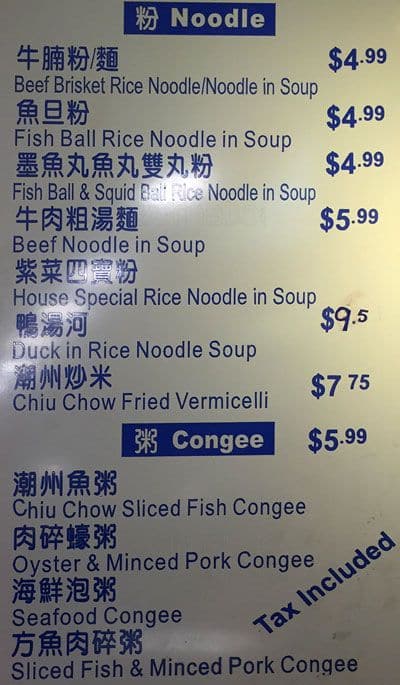 粉 Noodle
牛腩粉/麵 $4.99
Beef Brisket Rice Noodle/Noodle in Soup
魚旦粉 $4.99
Fish Ball Rice Noodle in Soup
墨魚丸魚丸雙丸粉 $4.99
Fish Ball & Squid Ball Rice Noodle in Soup
牛肉粗湯麵 $5.99
Beef Noodle in Soup
紫菜四寶粉
House Special Rice Noodle in Soup
鴨湯河 $9.5
Duck in Rice Noodle Soup
潮州炒米 $7 75
Chiu Chow Fried Vermicelli
粥 Congee $5.99
潮州魚粥
Chiu Chow Sliced Fish Congee
肉碎蠔粥
Oyster & Minced Pork Congee
海鮮泡粥
Seafood Congee
方魚肉碎粥
Sliced Fish & Minced Pork Congee
Tax Included